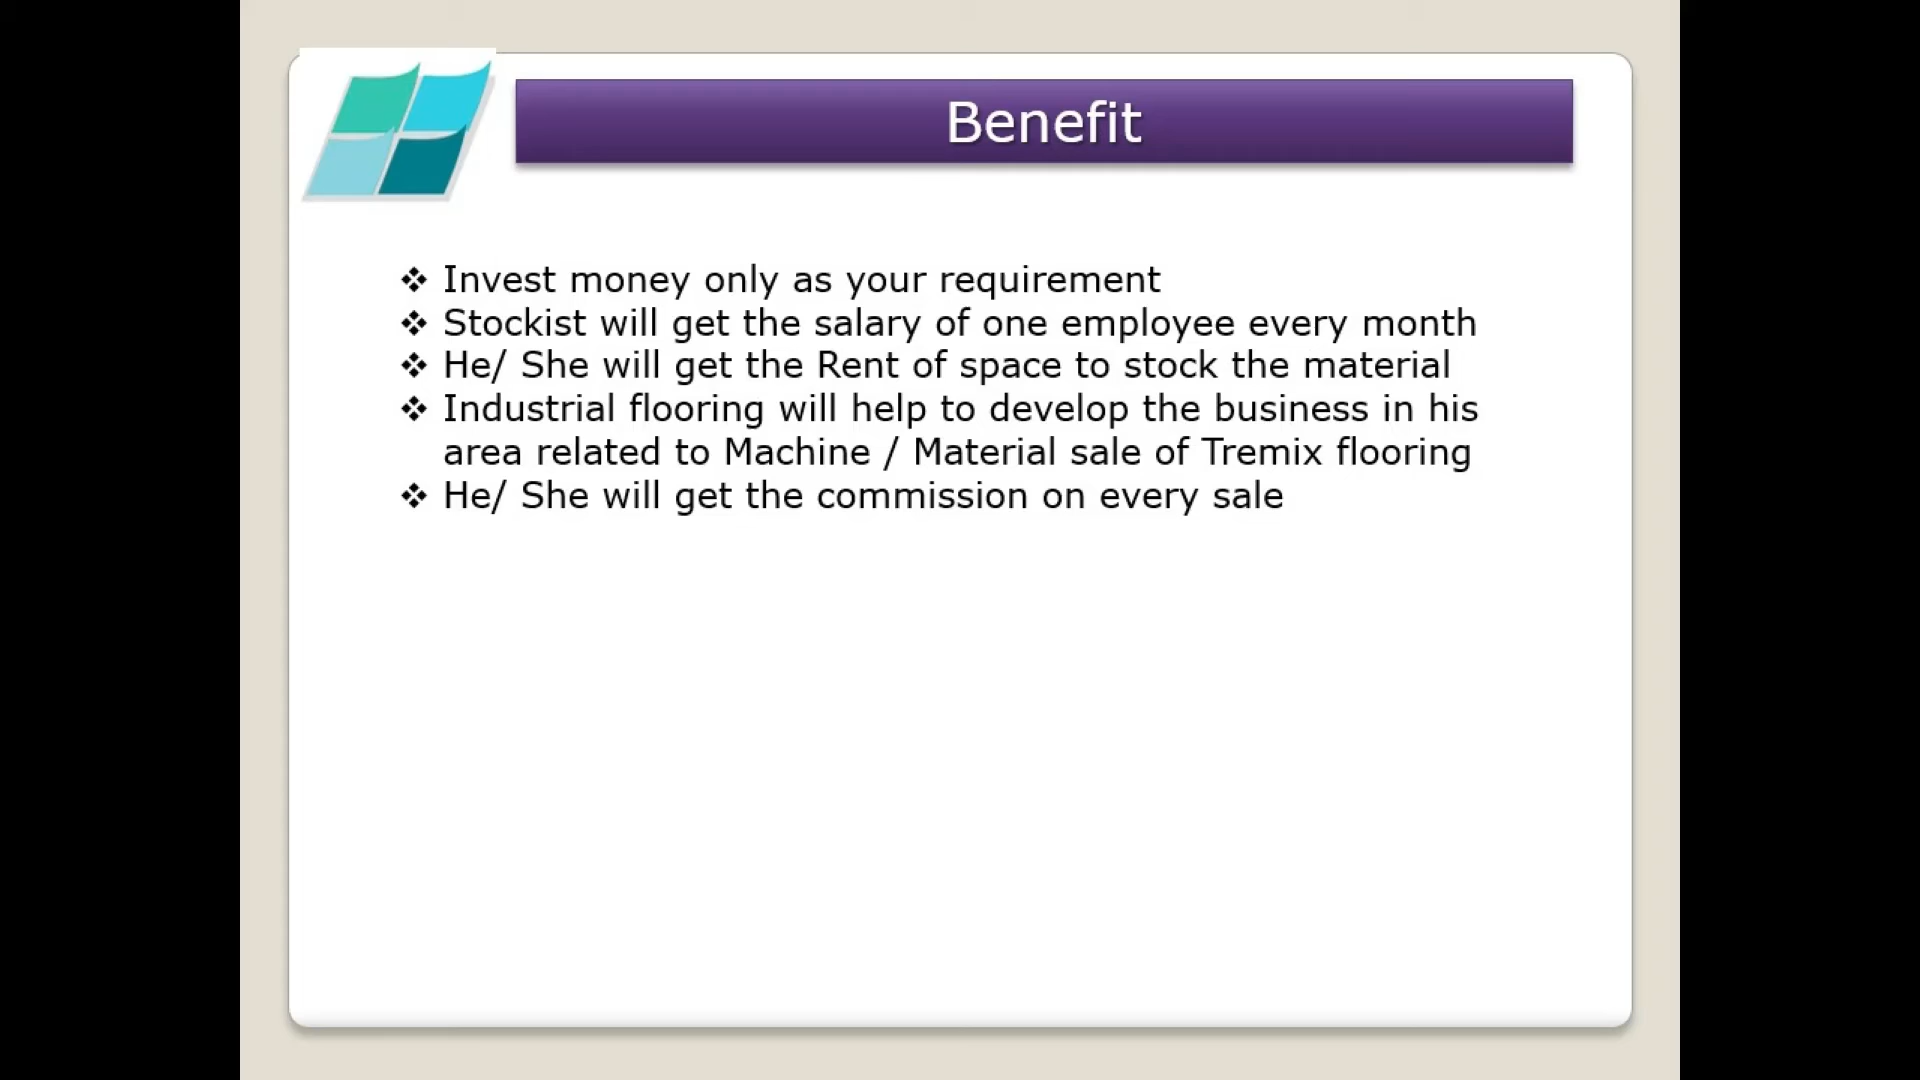 Benefit
❖ Invest money only as your requirement
❖ Stockist will get the salary of one employee every month
❖ He/ She will get the Rent of space to stock the material
❖ Industrial flooring will help to develop the business in his
area related to Machine / Material sale of Tremix flooring
❖ He/ She will get the commission on every sale